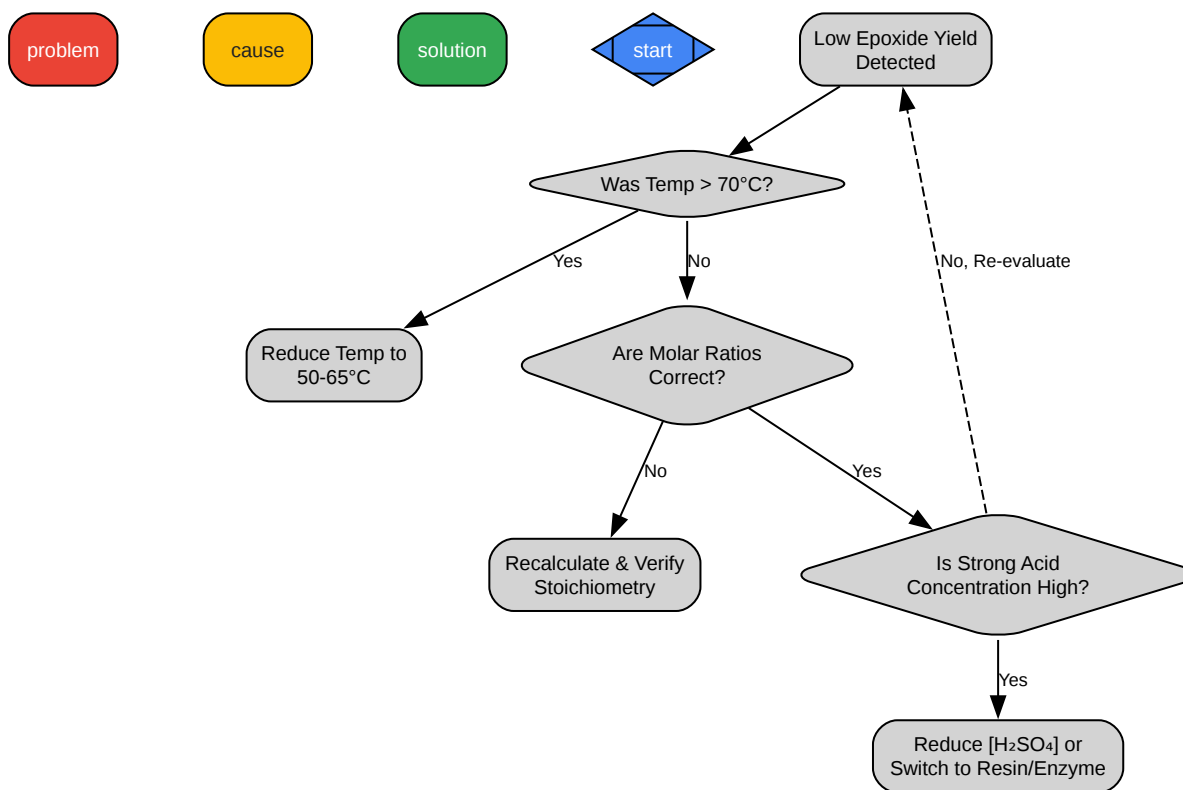 problem
cause
solution
start
Low Epoxide Yield
Detected
Was Temp > 70°C?
Yes
No
No, Re-evaluate
Reduce Temp to
50-65°C
Are Molar Ratios
Correct?
No
Yes
Recalculate & Verify
Stoichiometry
Is Strong Acid
Concentration High?
Yes
Reduce [H₂SO₄] or
Switch to Resin/Enzyme